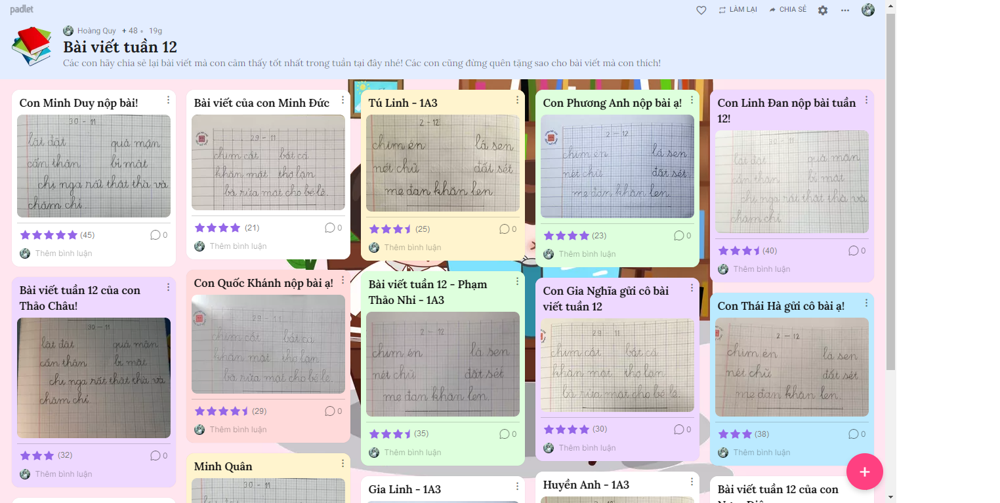 padlet
LÀM LẠI
CHIA SẺ
Hoàng Quy + 48 • 19g
Bài viết tuần 12
Các con hãy chia sẻ lại bài viết mà con cảm thấy tốt nhất trong tuần tại đây nhé! Các con cũng đừng quên tặng sao cho bài viết mà con thích!
Con Minh Duy nộp bài!
30 - 11
lật đật quả mận
cẩn thận bí mật
chị nga rất thật thà và
chăm chỉ.
(45) 0
Thêm bình luận
Bài viết tuần 12 của con
Thảo Châu!
30 - 11
lật đật quả mận
cẩn thận bí mật
chị nga rất thật thà và
chăm chỉ
(32) 0
Thêm bình luận
Bài viết của con Minh Đức
29 - 11
chim cắt bắt cá
khăn mặt thợ lặn
bà rửa mặt cho bé lê.
(21) 0
Thêm bình luận
Con Quốc Khánh nộp bài ạ!
29 - 11
chim cắt bắt cá
khăn mặt thợ lặn
bà rửa mặt cho bé lê.
(29) 0
Thêm bình luận
Minh Quân
30 - 11
Tú Linh - 1A3
2 - 12
chim én lá sen
nét chữ đất sét
mẹ đan khăn len
(25) 0
Thêm bình luận
Bài viết tuần 12 - Phạm
Thảo Nhi - 1A3
2 - 12
chim én lá sen
nét chữ đất sét
mẹ đan khăn len.
(35) 0
Thêm bình luận
Gia Linh - 1A3
Con Phương Anh nộp bài ạ!
2 - 12
chim én lá sen
nét chữ đất sét
mẹ đan khăn len.
(23) 0
Thêm bình luận
Con Gia Nghĩa gửi cô bài
viết tuần 12
29 - 11
chim cắt bắt cá
khăn mặt thợ lặn
bà rửa mặt cho bé lê.
(30) 0
Thêm bình luận
Huyền Anh - 1A3
Con Linh Đan nộp bài tuần
12!
30 - 11
lật đật quả mận
cẩn thận bí mật
chị nga rất thật thà và
chăm chỉ
(40) 0
Thêm bình luận
Con Thái Hà gửi cô bài ạ!
2 - 12
chim én lá sen
nét chữ đất sét
mẹ đan khăn len.
(38) 0
Thêm bình luận
Bài viết tuần 12 của con